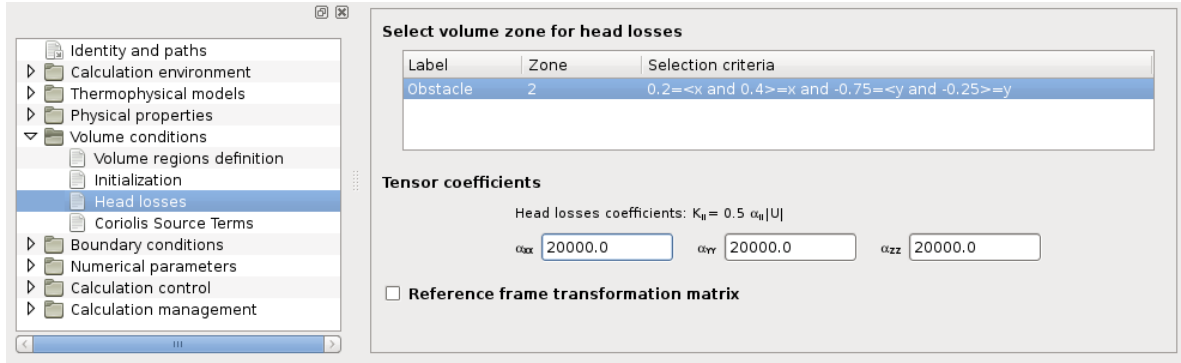 Identity and paths
Calculation environment
Thermophysical models
Physical properties
Volume conditions
Volume regions definition
Initialization
Head losses
Coriolis Source Terms
Boundary conditions
Numerical parameters
Calculation control
Calculation management
Select volume zone for head losses
Label Zone Selection criteria
Obstacle 2 0.2=<x and 0.4>=x and -0.75=<y and -0.25>=y
Tensor coefficients
Head losses coefficients: Kᵢᵢ= 0.5 αᵢᵢ|U|
αxx 20000.0 αYY 20000.0 αzz 20000.0
Reference frame transformation matrix